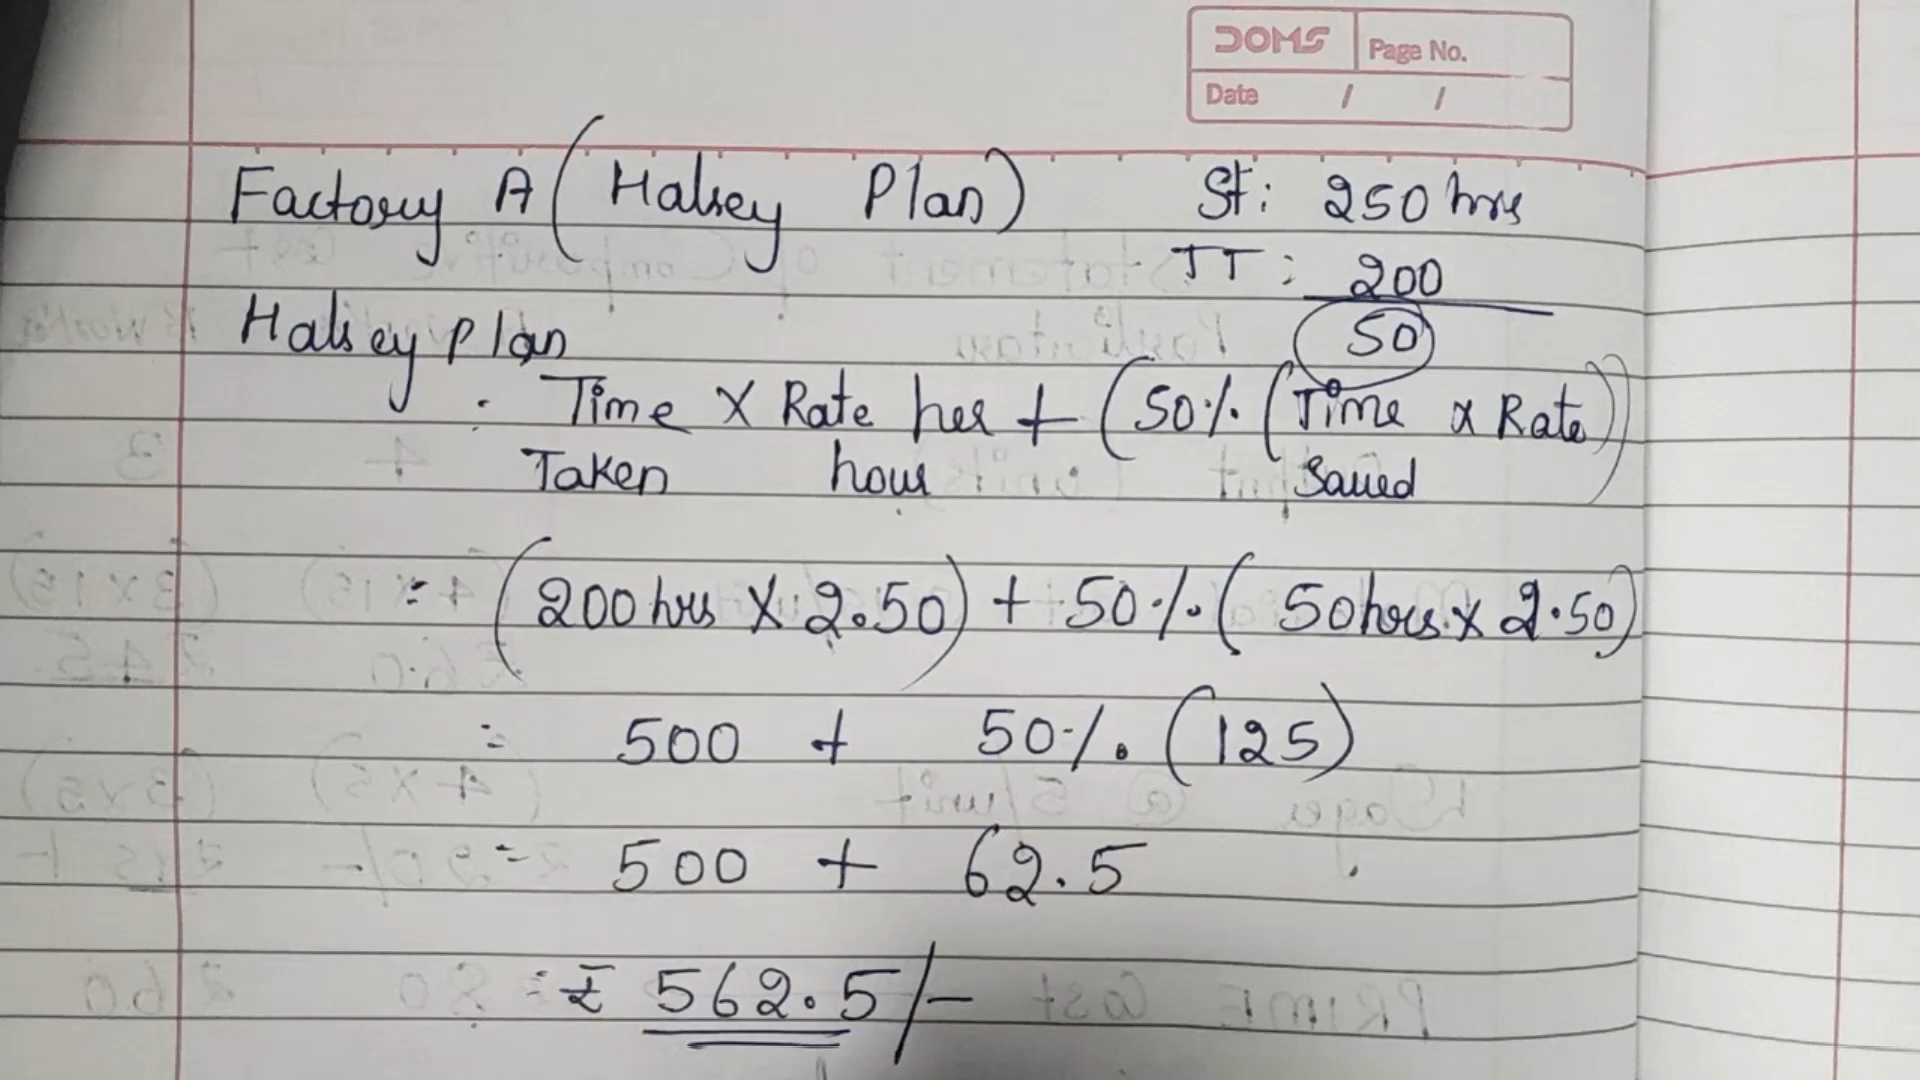 DOMS Page No.
Date / /
Factory A (Halsey Plan) St: 250 hrs
TT: 200
50
Halsey plan
: Time X Rate per + (50% (Time x Rate))
Taken hour Saved
= (200 hrs X 2.50) + 50% (50 hrs x 2.50)
= 500 + 50% (125)
= 500 + 62.5
= ₹ 562.5/-